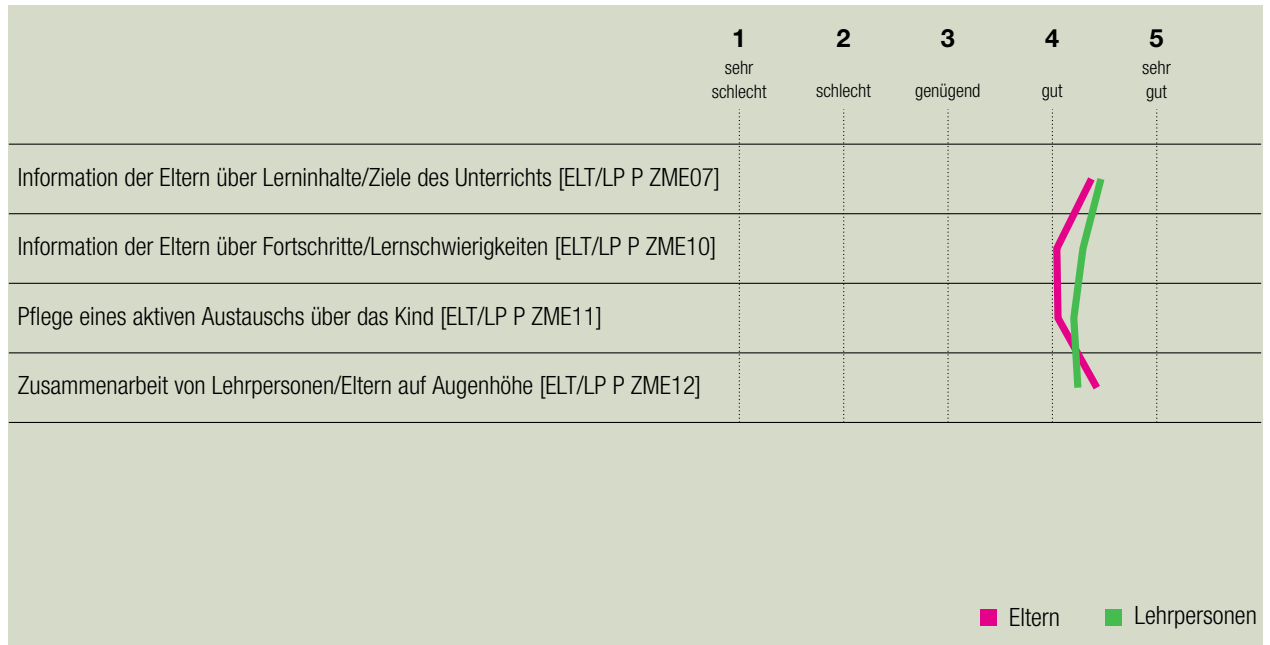 1 2 3 4 5
sehr sehr
schlecht schlecht genügend gut gut
Information der Eltern über Lerninhalte/Ziele des Unterrichts [ELT/LP P ZME07]
Information der Eltern über Fortschritte/Lernschwierigkeiten [ELT/LP P ZME10]
Pflege eines aktiven Austauschs über das Kind [ELT/LP P ZME11]
Zusammenarbeit von Lehrpersonen/Eltern auf Augenhöhe [ELT/LP P ZME12]
Eltern Lehrpersonen